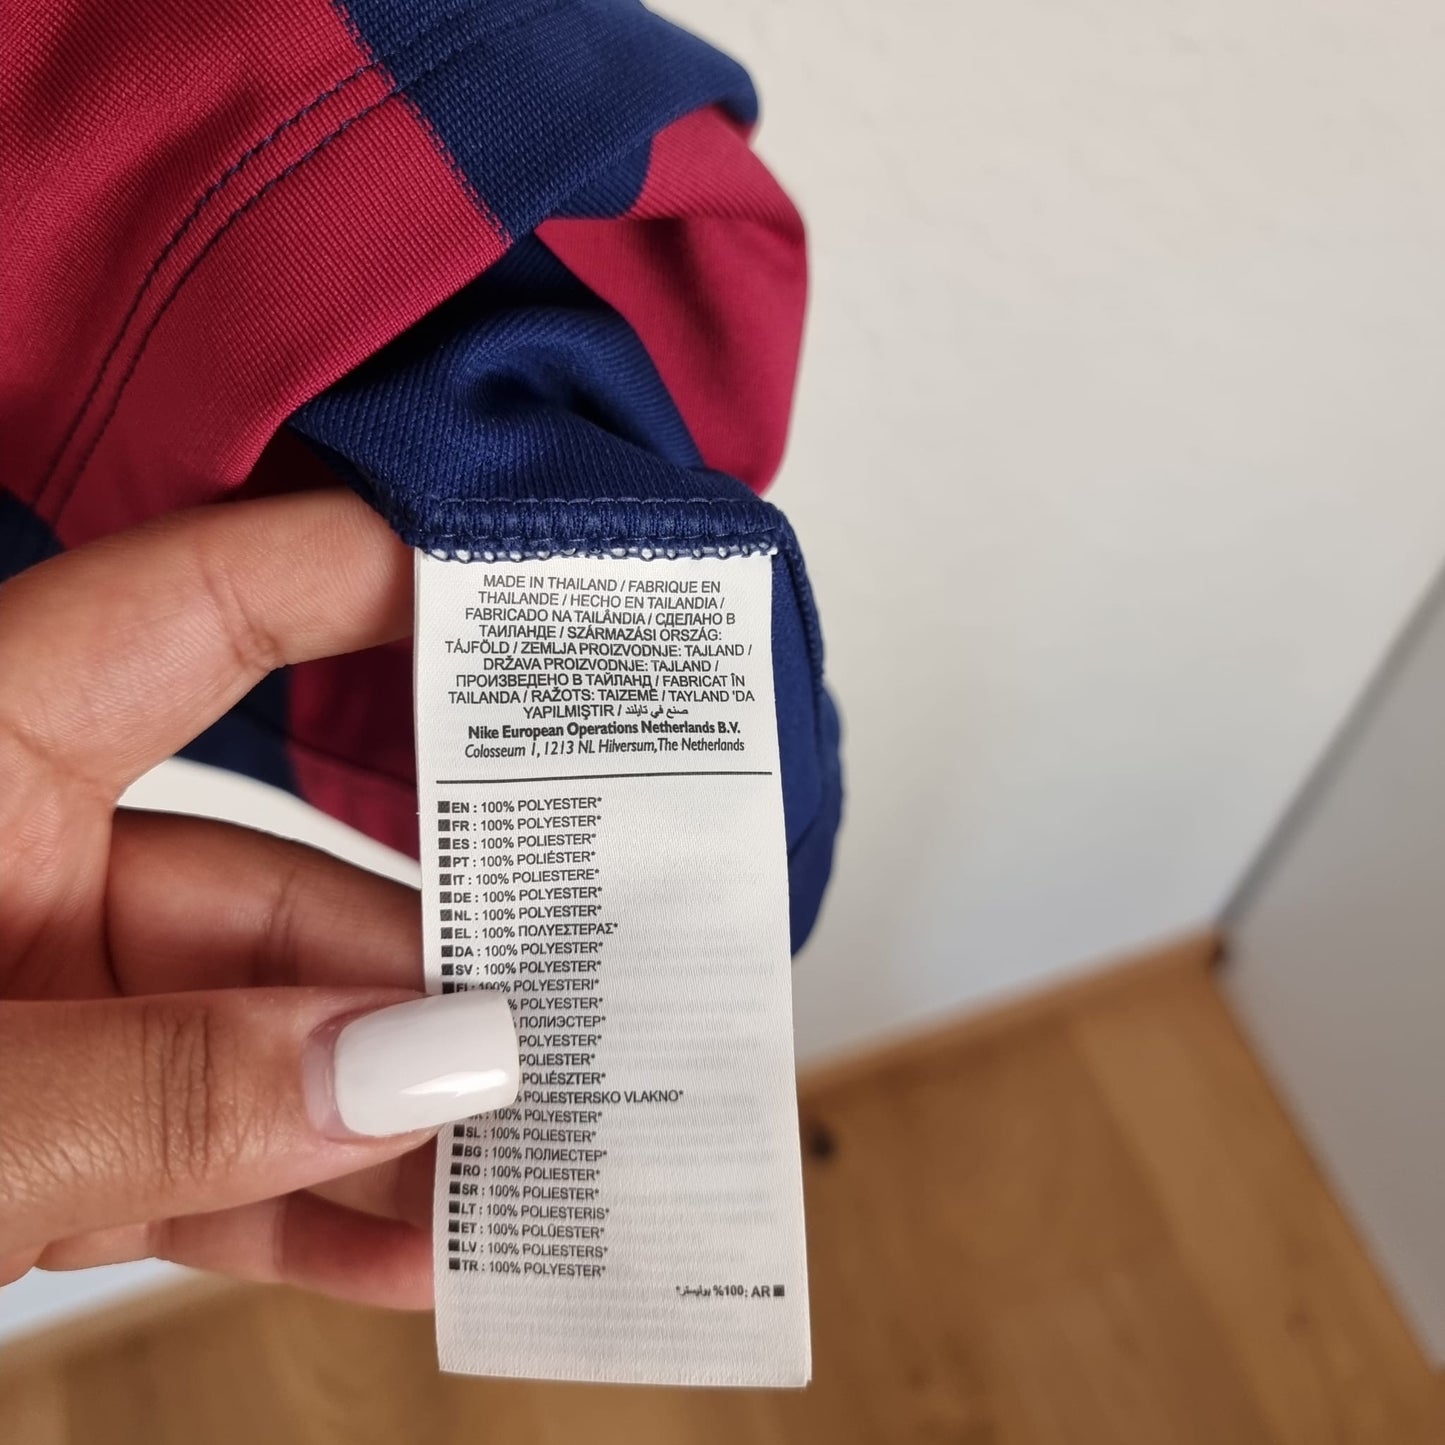 MADE IN THAILAND / FABRIQUE EN
THAILANDE / HECHO EN TAILANDIA /
FABRICADO NA TAILÂNDIA / СДЕЛАНО В
ТАИЛАНДЕ / SZÁRMAZÁSI ORSZÁG:
TÁJFÖLD / ZEMLJA PROIZVODNJE: TAJLAND /
DRŽAVA PROIZVODNJE: TAJLAND /
ПРОИЗВЕДЕНО В ТАЙЛАНД / FABRICAT ÎN
TAILANDA / RAŽOTS: TAIZEMĒ / TAYLAND 'DA
YAPILMIŞTIR / صنع في تايلند
Nike European Operations Netherlands B.V.
Colosseum 1, 1213 NL Hilversum, The Netherlands
EN : 100% POLYESTER*
FR : 100% POLYESTER*
ES : 100% POLIESTER*
PT : 100% POLIÉSTER*
IT : 100% POLIESTERE*
DE : 100% POLYESTER*
NL : 100% POLYESTER*
EL : 100% ΠΟΛΥΕΣΤΕΡΑΣ*
DA : 100% POLYESTER*
SV : 100% POLYESTER*
FI : 100% POLYESTERI*
% POLYESTER*
ПОЛИЭСТЕР*
POLYESTER*
POLIESTER*
POLIÉSZTER*
% POLIESTERSKO VLAKNO*
: 100% POLYESTER*
SL : 100% POLIESTER*
BG : 100% ПОЛИЕСТЕР*
RO : 100% POLIESTER*
SR : 100% POLIESTER*
LT : 100% POLIESTERIS*
ET : 100% POLÜESTER*
LV : 100% POLIESTERS*
TR : 100% POLYESTER*
AR :100% بوليستر*